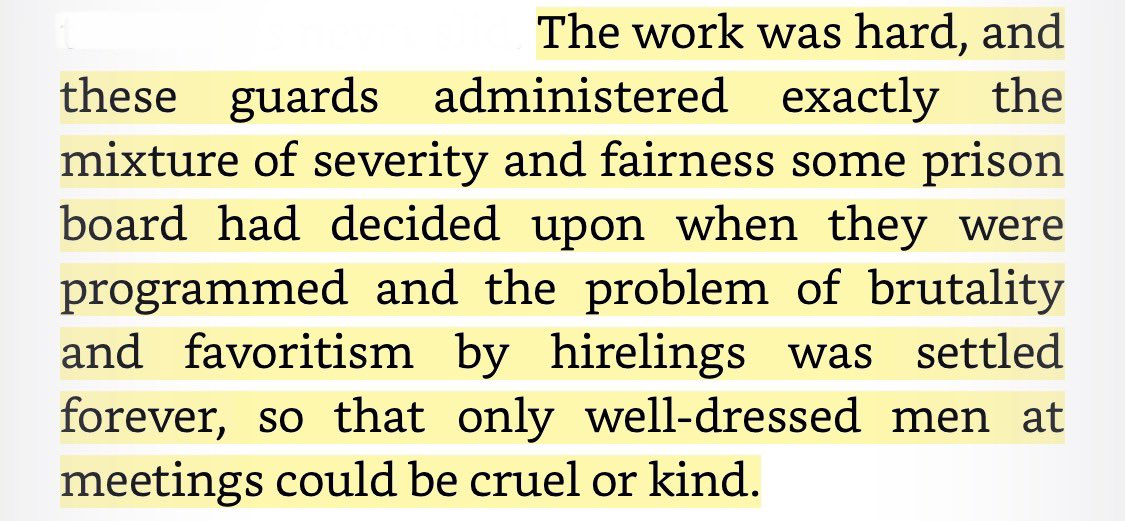 The work was hard, and
these guards administered exactly the
mixture of severity and fairness some prison
board had decided upon when they were
programmed and the problem of brutality
and favoritism by hirelings was settled
forever, so that only well-dressed men at
meetings could be cruel or kind.